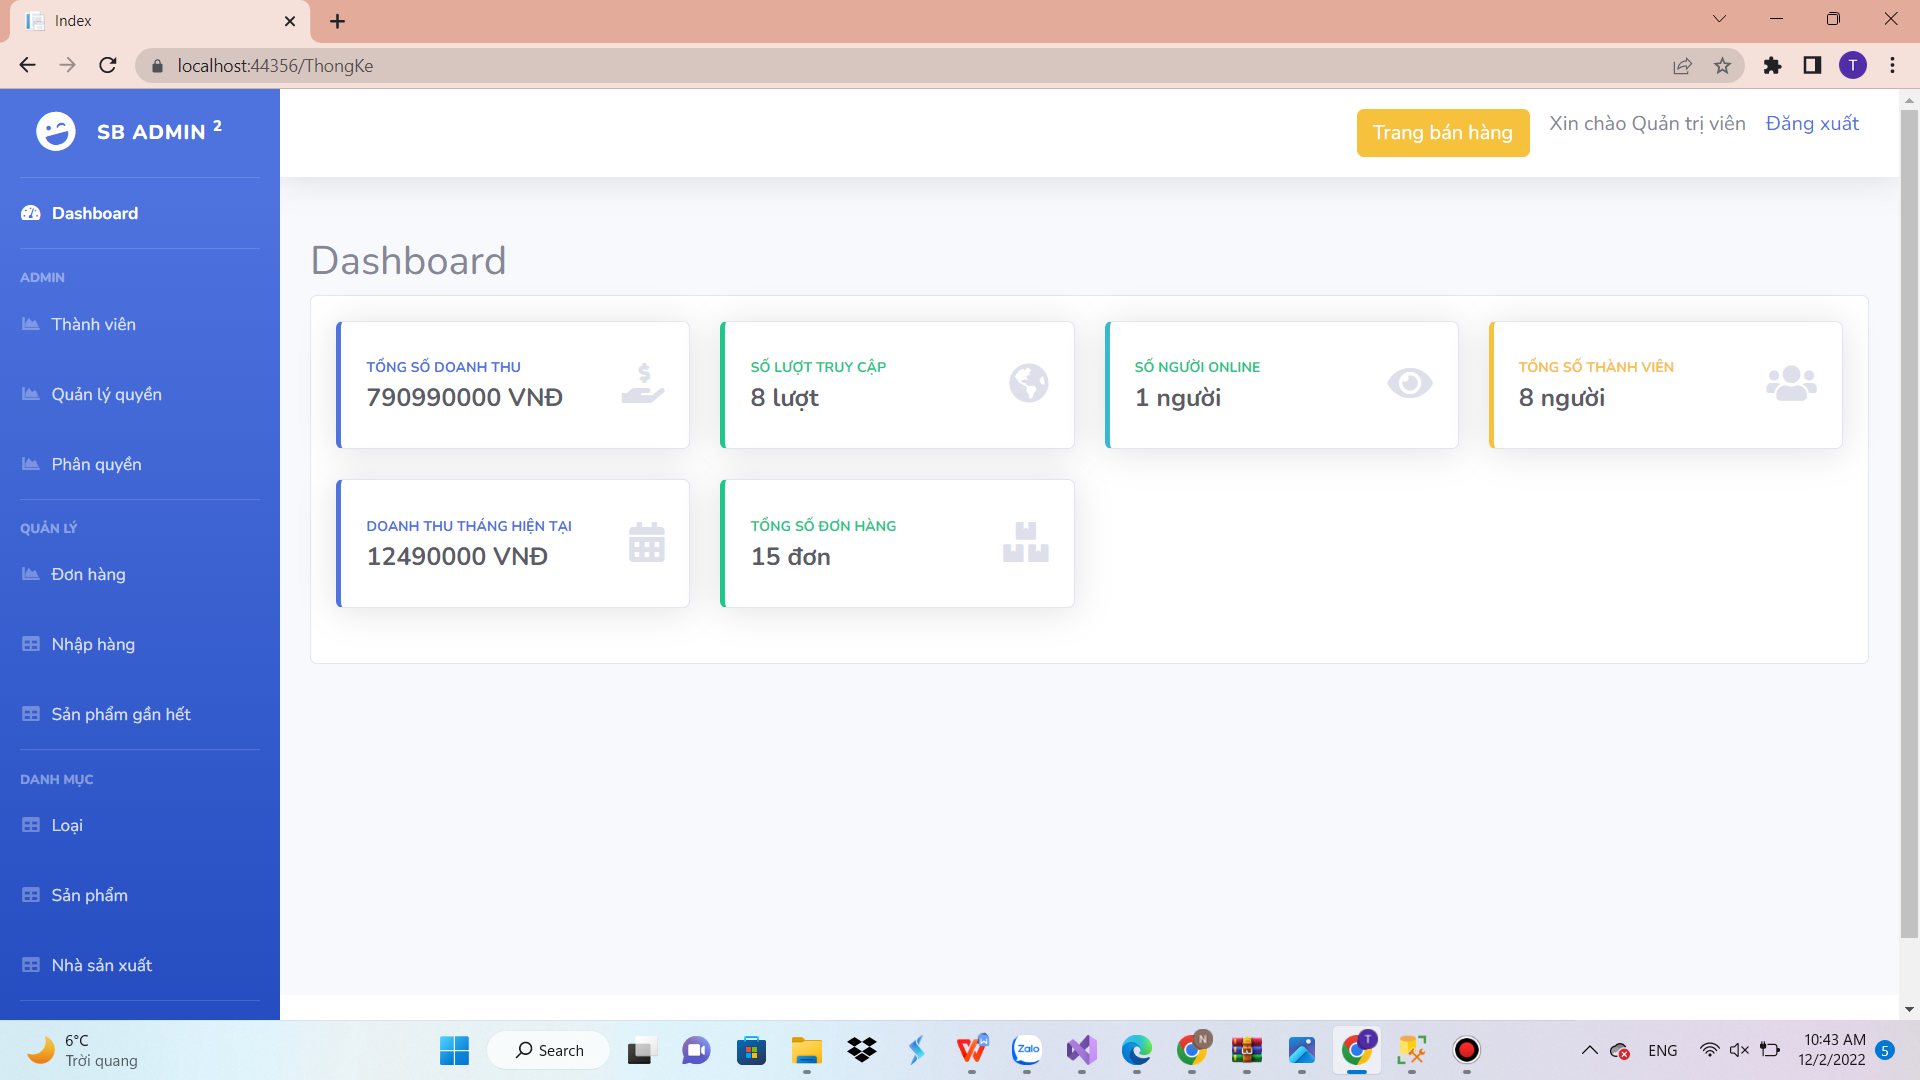 Index
localhost:44356/ThongKe
T
SB ADMIN 2
Trang bán hàng
Xin chào Quản trị viên
Đăng xuất
Dashboard
ADMIN
Thành viên
Quản lý quyền
Phân quyền
QUẢN LÝ
Đơn hàng
Nhập hàng
Sản phẩm gần hết
DANH MỤC
Loại
Sản phẩm
Nhà sản xuất
Dashboard
TỔNG SỐ DOANH THU
790990000 VNĐ
SỐ LƯỢT TRUY CẬP
8 lượt
SỐ NGƯỜI ONLINE
1 người
TỔNG SỐ THÀNH VIÊN
8 người
DOANH THU THÁNG HIỆN TẠI
12490000 VNĐ
TỔNG SỐ ĐƠN HÀNG
15 đơn
6°C
Trời quang
Search
Zalo
N
T
ENG
10:43 AM
12/2/2022
5